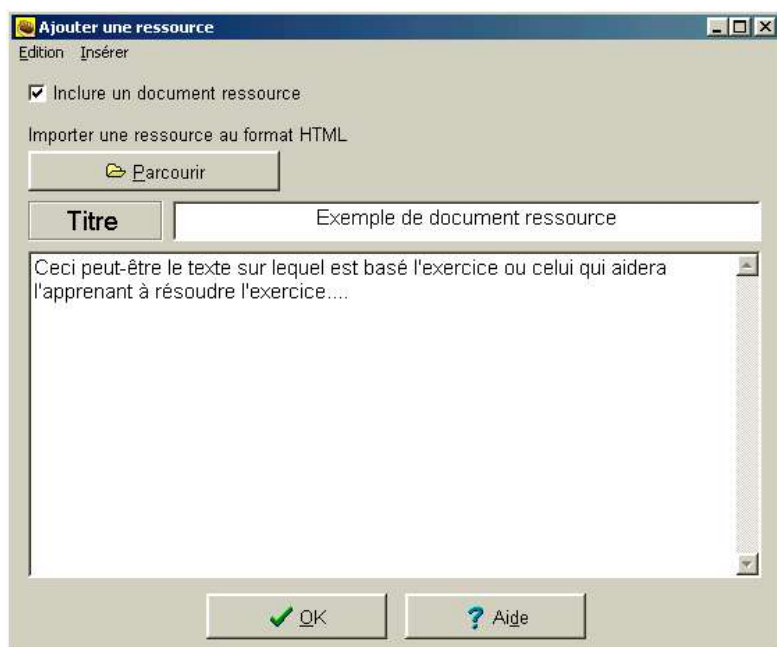 Ajouter une ressource
Edition Insérer
Inclure un document ressource
Importer une ressource au format HTML
Parcourir
Titre
Exemple de document ressource
Ceci peut-être le texte sur lequel est basé l'exercice ou celui qui aidera
l'apprenant à résoudre l'exercice....
OK
Aide